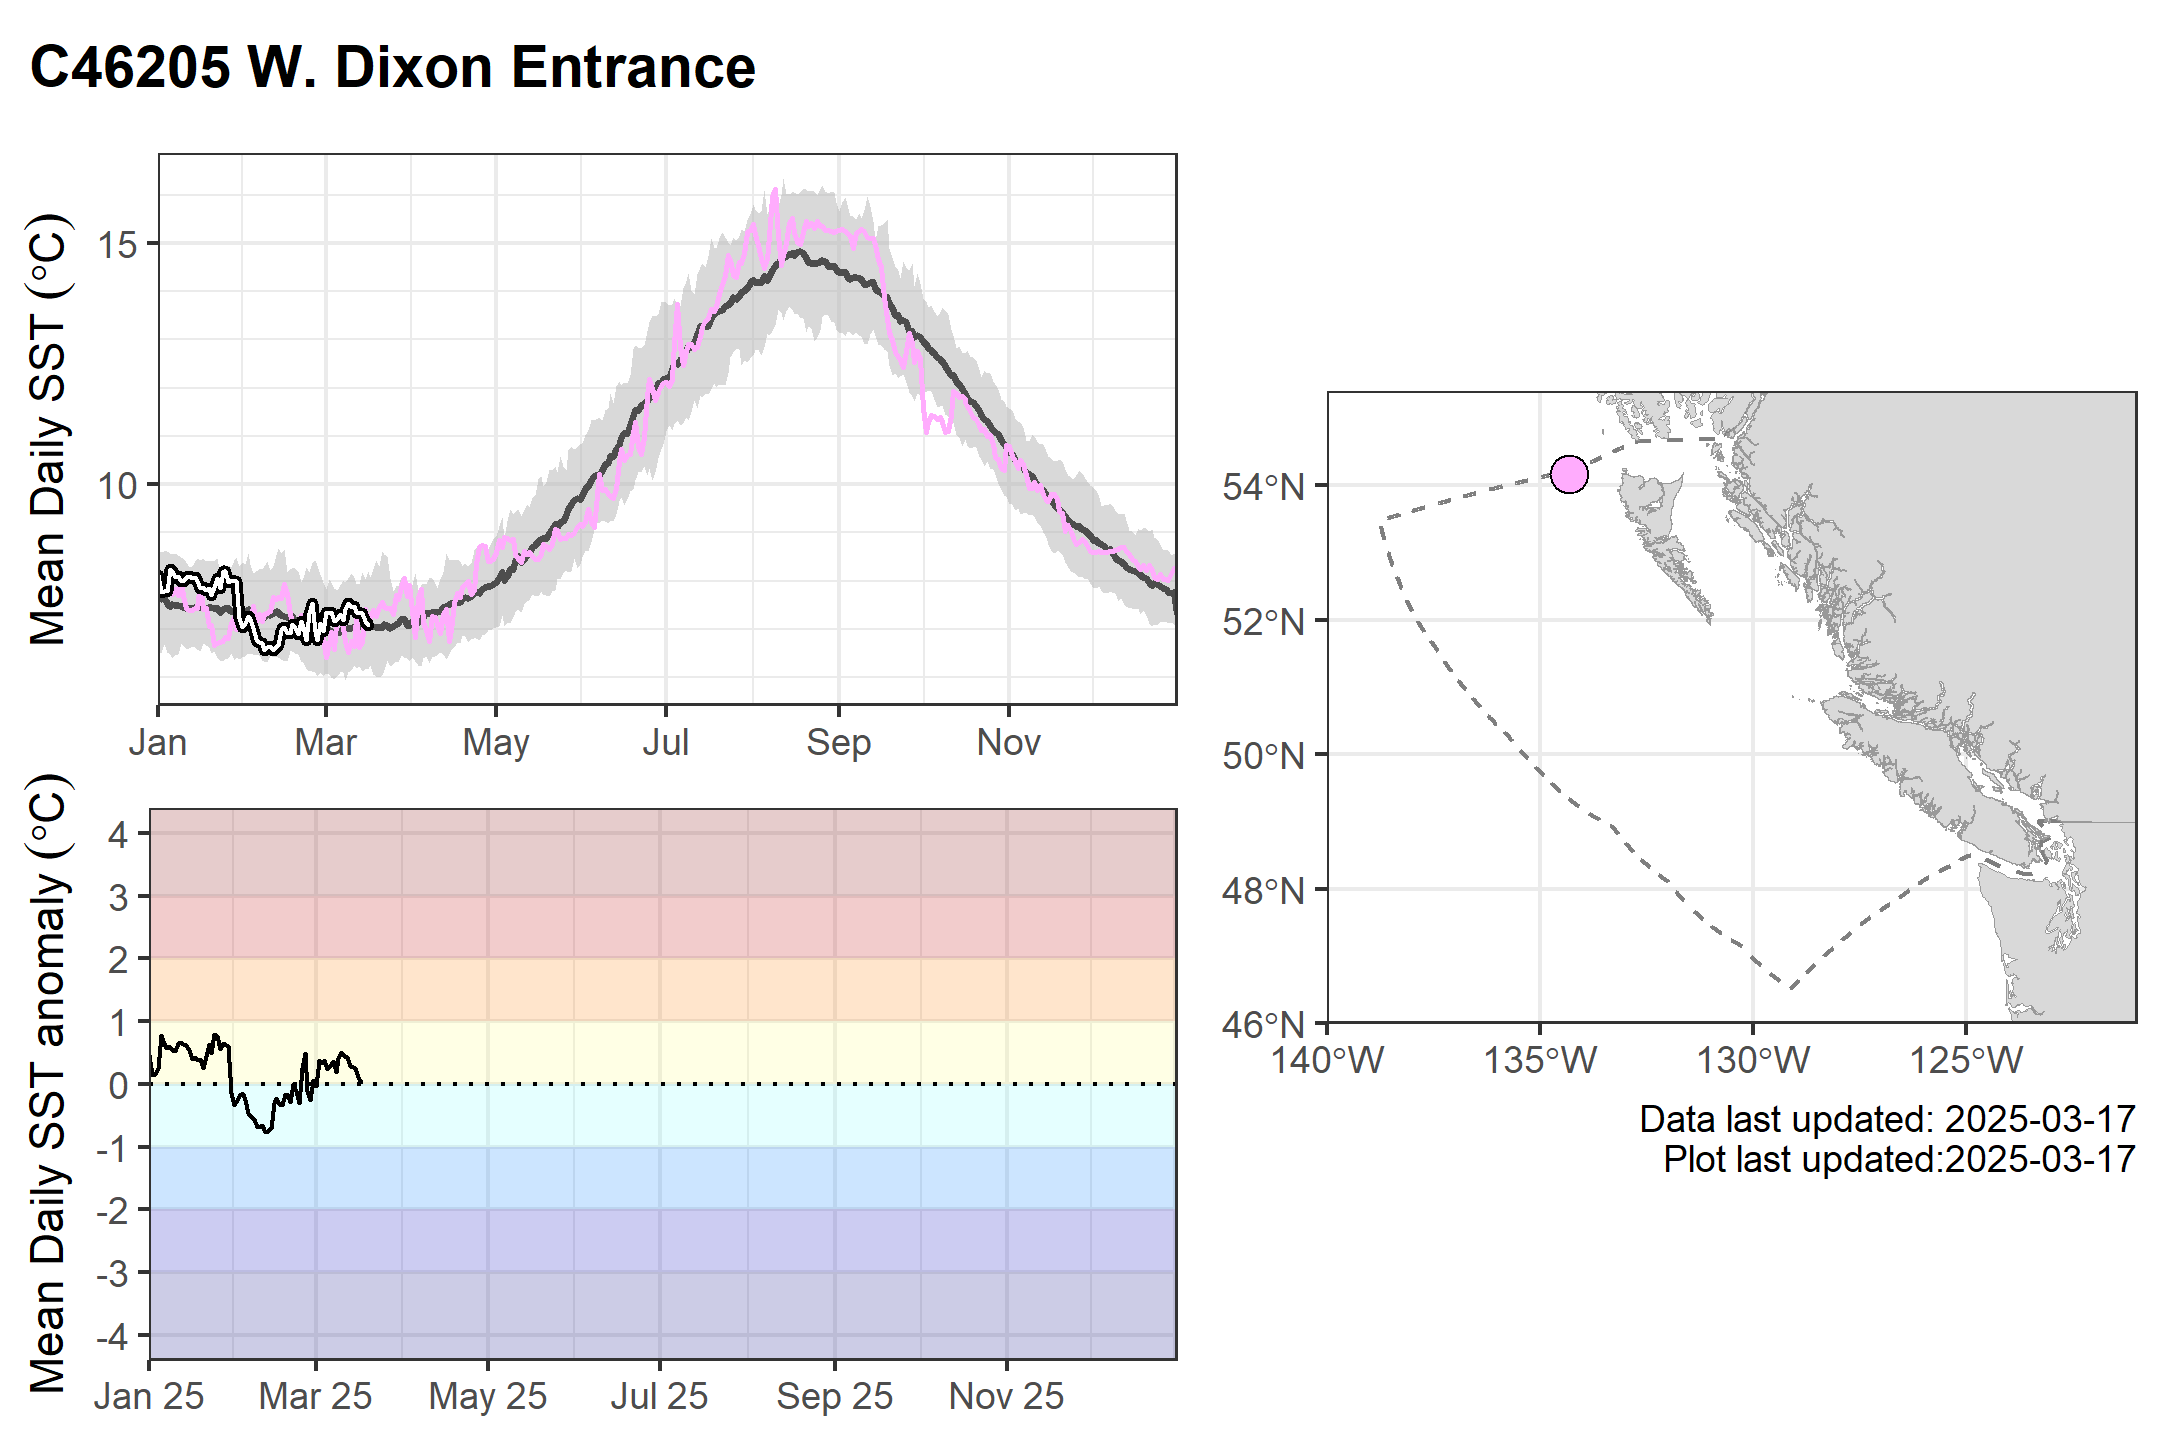 C46205 W. Dixon Entrance
Mean Daily SST (°C)
15
10
Jan Mar May Jul Sep Nov
Mean Daily SST anomaly (°C)
4
3
2
1
0
-1
-2
-3
-4
Jan 25 Mar 25 May 25 Jul 25 Sep 25 Nov 25
54°N
52°N
50°N
48°N
46°N
140°W 135°W 130°W 125°W
Data last updated: 2025-03-17
Plot last updated:2025-03-17